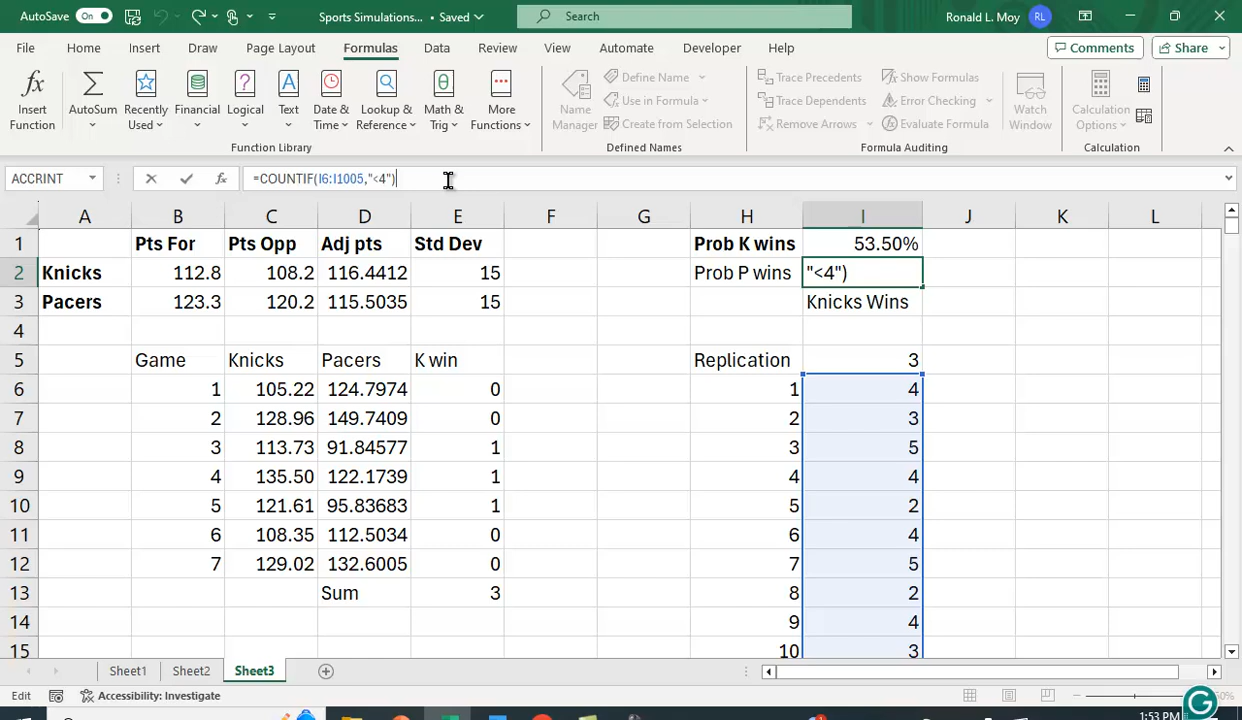 AutoSave On Sports Simulations... • Saved Search Ronald L. Moy RL
File Home Insert Draw Page Layout Formulas Data Review View Automate Developer Help Comments Share
fx Σ ? A θ
Insert Function AutoSum Recently Used Financial Logical Text Date & Time Lookup & Reference Math & Trig More Functions Name Manager Define Name Use in Formula Create from Selection Trace Precedents Trace Dependents Remove Arrows Show Formulas Error Checking Evaluate Formula Watch Window Calculation Options
Function Library Defined Names Formula Auditing Calculation
ACCRINT fx =COUNTIF(I6:I1005,"<4")
A B C D E F G H I J K L
1 Pts For Pts Opp Adj pts Std Dev Prob K wins 53.50%
2 Knicks 112.8 108.2 116.4412 15 Prob P wins "<4")
3 Pacers 123.3 120.2 115.5035 15 Knicks Wins
4
5 Game Knicks Pacers K win Replication 3
6 1 105.22 124.7974 0 1 4
7 2 128.96 149.7409 0 2 3
8 3 113.73 91.84577 1 3 5
9 4 135.50 122.1739 1 4 4
10 5 121.61 95.83683 1 5 2
11 6 108.35 112.5034 0 6 4
12 7 129.02 132.6005 0 7 5
13 Sum 3 8 2
14 9 4
15 10 3
Sheet1 Sheet2 Sheet3
Edit Accessibility: Investigate
1:53 PM